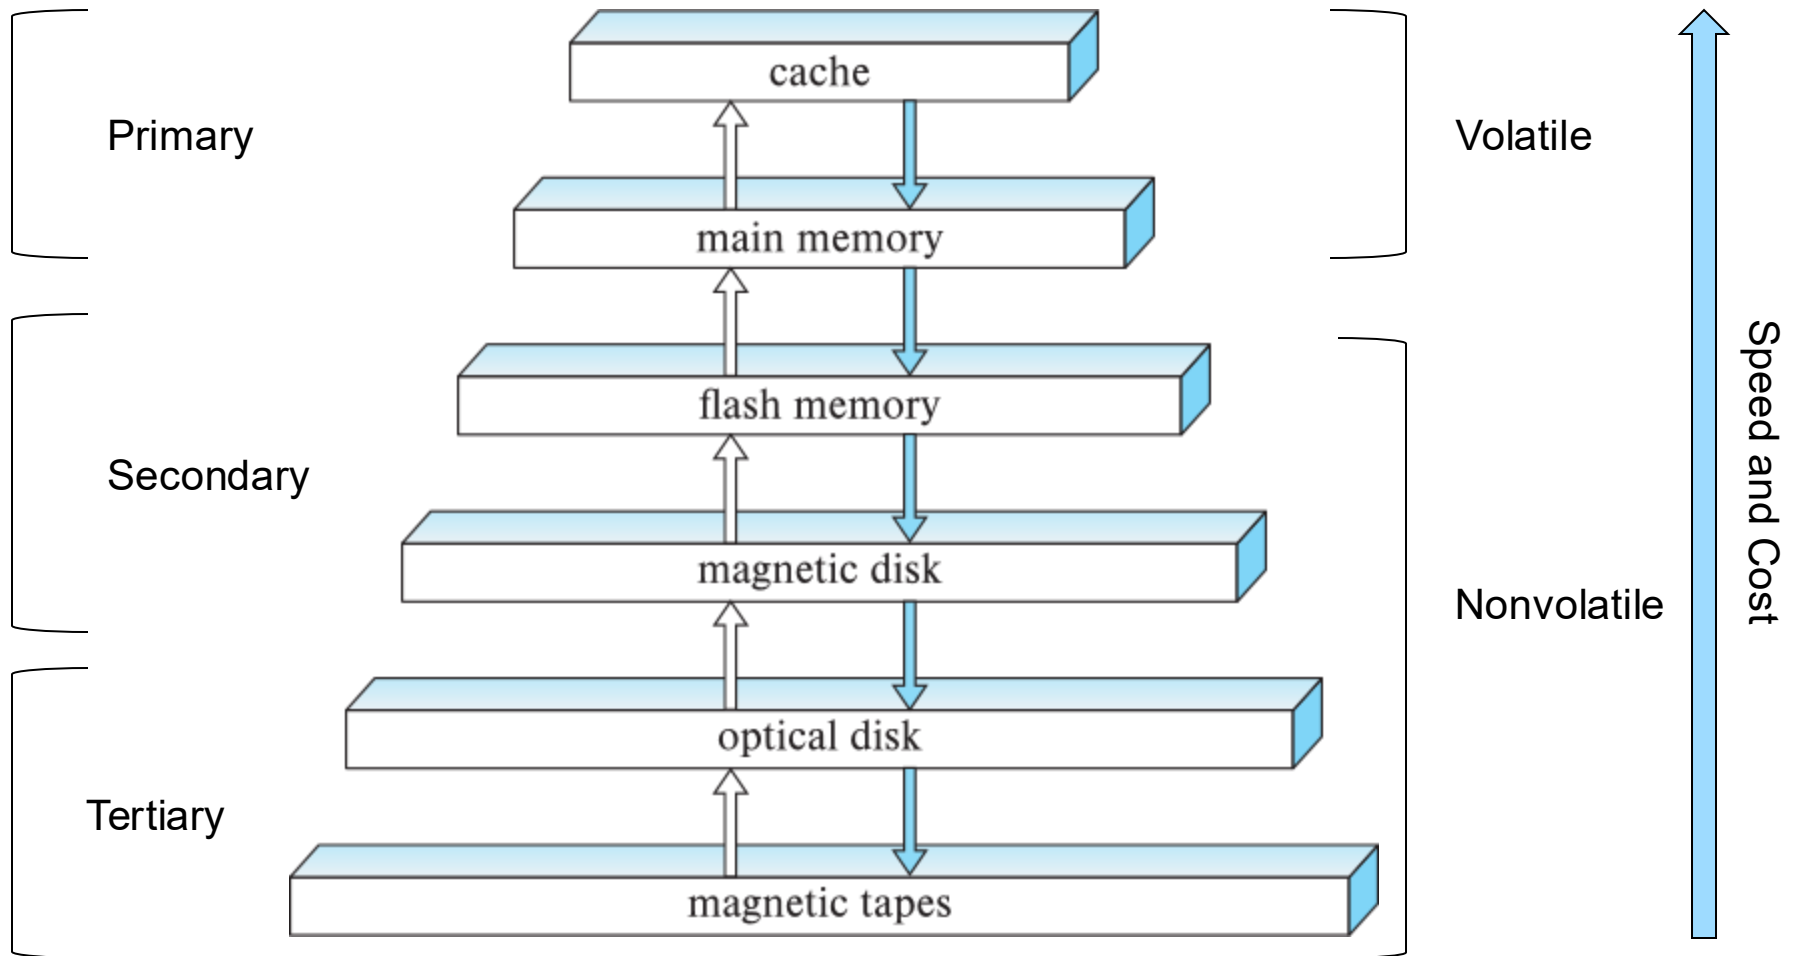 cache
Primary
Volatile
main memory
Speed and Cost
flash memory
Secondary
magnetic disk
Nonvolatile
optical disk
Tertiary
magnetic tapes